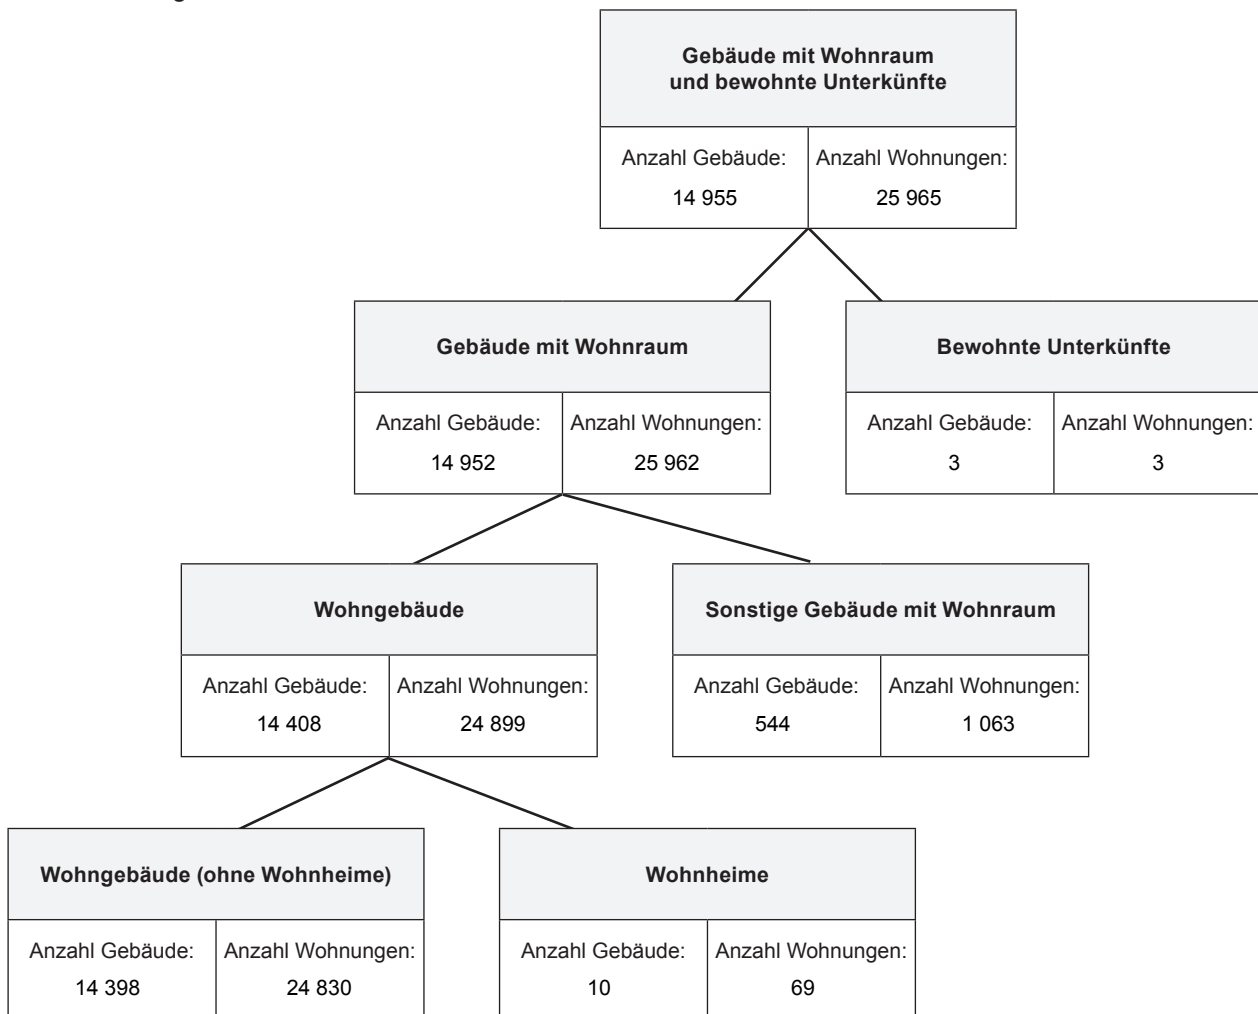 Gebäude mit Wohnraum
und bewohnte Unterkünfte
Anzahl Gebäude: Anzahl Wohnungen:
14 955 25 965
Gebäude mit Wohnraum Bewohnte Unterkünfte
Anzahl Gebäude: Anzahl Wohnungen: Anzahl Gebäude: Anzahl Wohnungen:
14 952 25 962 3 3
Wohngebäude Sonstige Gebäude mit Wohnraum
Anzahl Gebäude: Anzahl Wohnungen: Anzahl Gebäude: Anzahl Wohnungen:
14 408 24 899 544 1 063
Wohngebäude (ohne Wohnheime) Wohnheime
Anzahl Gebäude: Anzahl Wohnungen: Anzahl Gebäude: Anzahl Wohnungen:
14 398 24 830 10 69